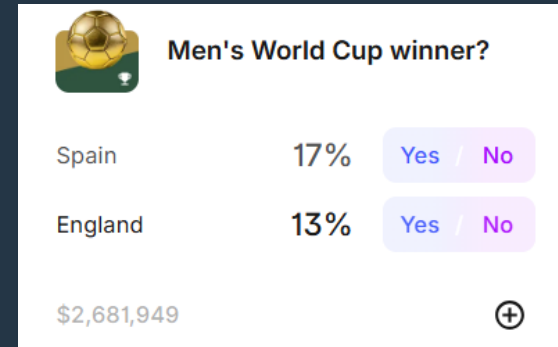 Men's World Cup winner?
Spain 17% Yes / No
England 13% Yes / No
$2,681,949